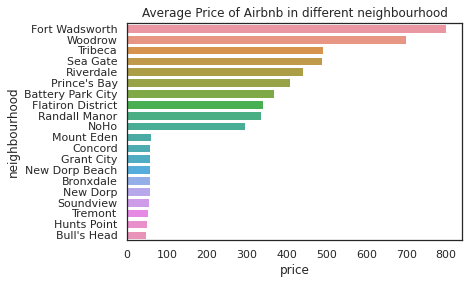 Average Price of Airbnb in different neighbourhood
neighbourhood
Fort Wadsworth
Woodrow
Tribeca
Sea Gate
Riverdale
Prince's Bay
Battery Park City
Flatiron District
Randall Manor
NoHo
Mount Eden
Concord
Grant City
New Dorp Beach
Bronxdale
New Dorp
Soundview
Tremont
Hunts Point
Bull's Head
0 100 200 300 400 500 600 700 800
price